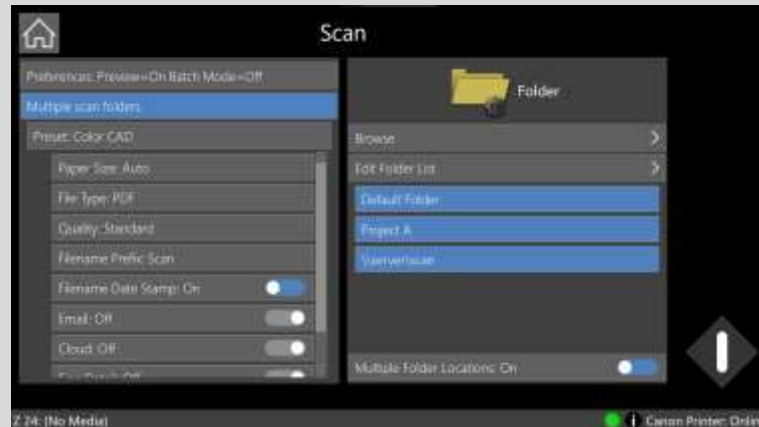 Scan
Preferences: Preview=On Batch Mode=Off
Multiple scan folders
Preset: Color CAD
Paper Size: Auto
File Type: PDF
Quality: Standard
Filename Prefix: Scan
Filename Date Stamp: On
Email: Off
Cloud: Off
Folder
Browse
Edit Folder List
Default Folder
Project A
Multiple Folder Locations: On
Z 24: (No Media)
Canon Printer: Onlin